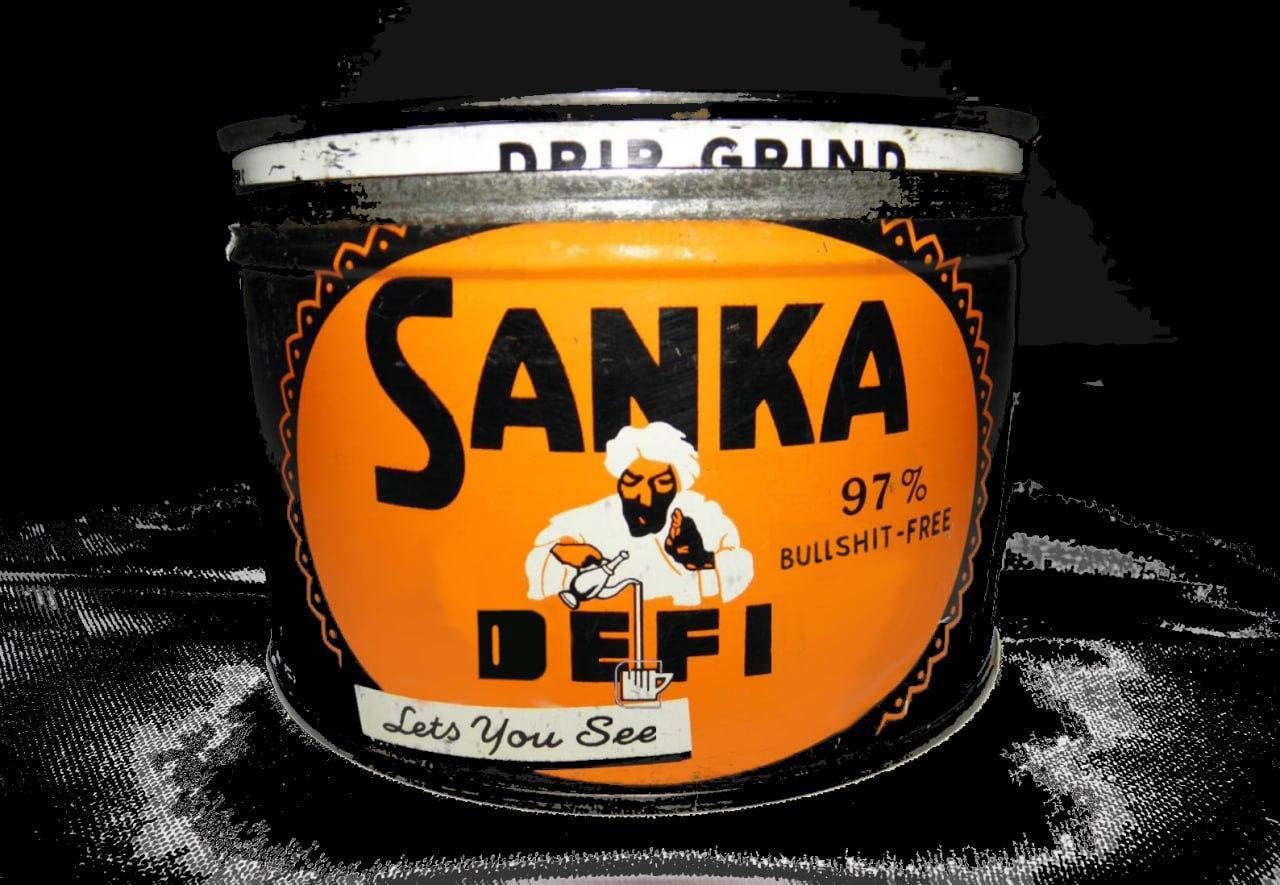 DRIP GRIND
SANKA
97%
BULLSHIT-FREE
DEFI
Lets You See